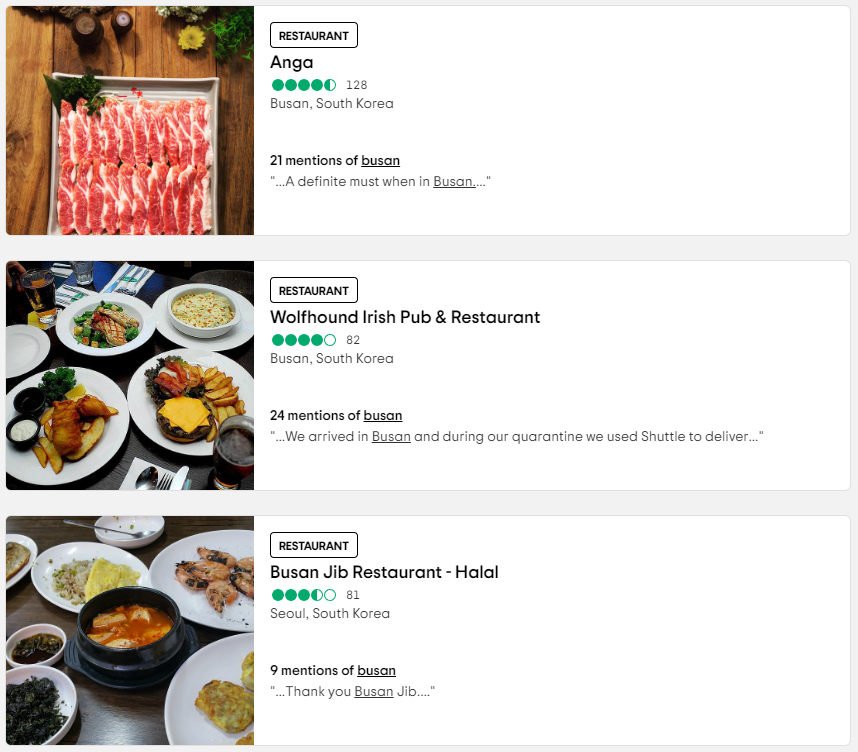 RESTAURANT
Anga
128
Busan, South Korea
21 mentions of busan
"...A definite must when in Busan...."
RESTAURANT
Wolfhound Irish Pub & Restaurant
82
Busan, South Korea
24 mentions of busan
"...We arrived in Busan and during our quarantine we used Shuttle to deliver..."
RESTAURANT
Busan Jib Restaurant - Halal
81
Seoul, South Korea
9 mentions of busan
"...Thank you Busan Jib...."